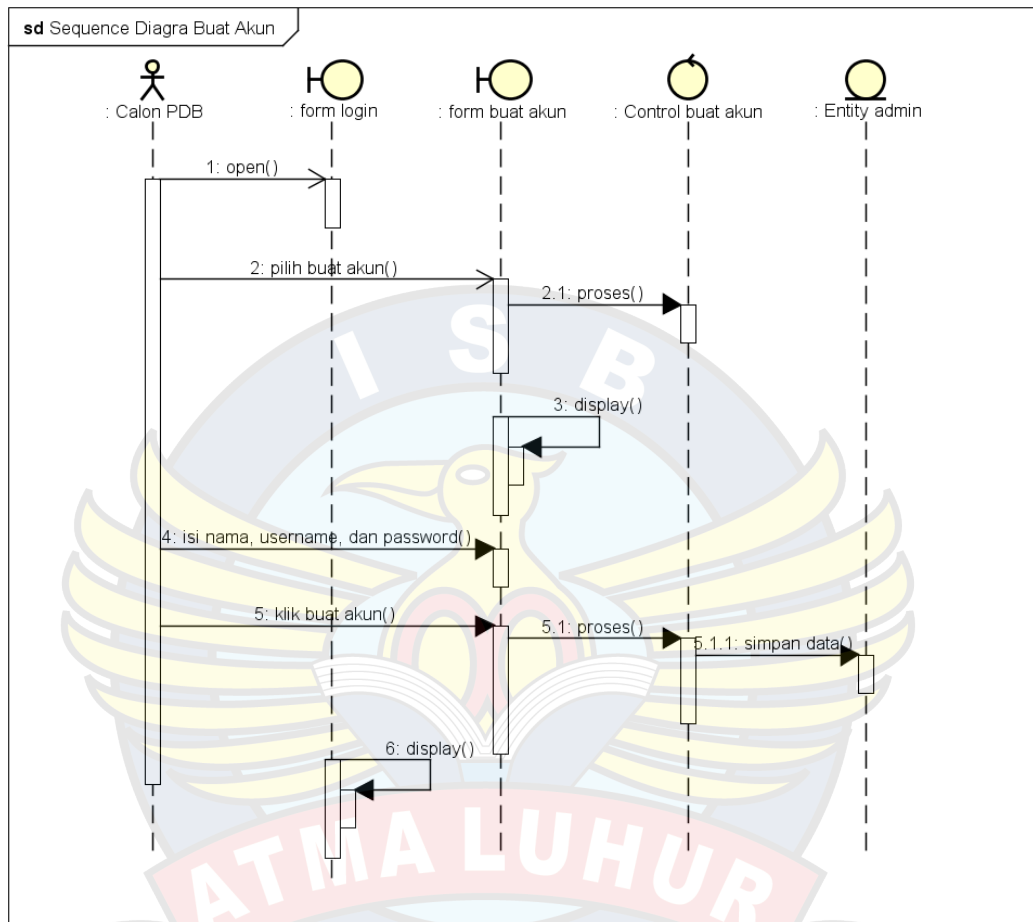 sd Sequence Diagra Buat Akun
: Calon PDB
: form login
: form buat akun
: Control buat akun
: Entity admin
1: open()
2: pilih buat akun()
2.1: proses()
3: display()
4: isi nama, username, dan password()
5: klik buat akun()
5.1: proses()
5.1.1: simpan data()
6: display()
I S B
ATMA LUHUR